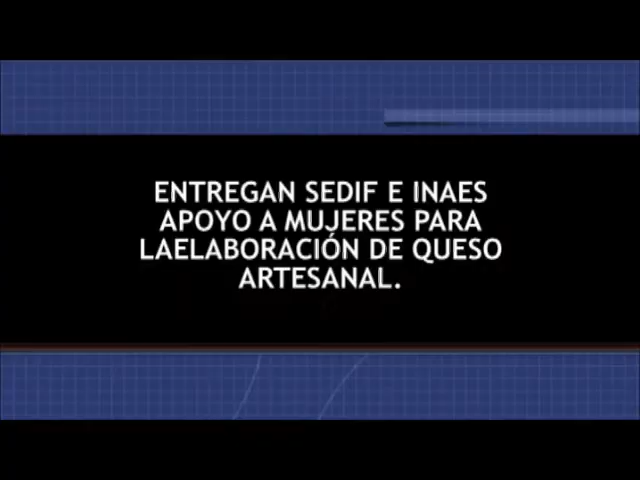 ENTREGAN SEDIF E INAES
APOYO A MUJERES PARA
LAELABORACIÓN DE QUESO
ARTESANAL.